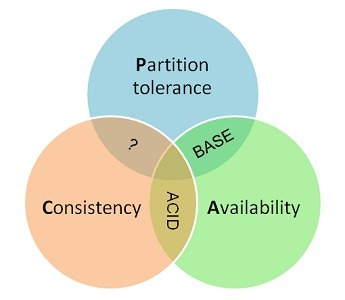 Partition
tolerance
?
BASE
Consistency
ACID
Availability